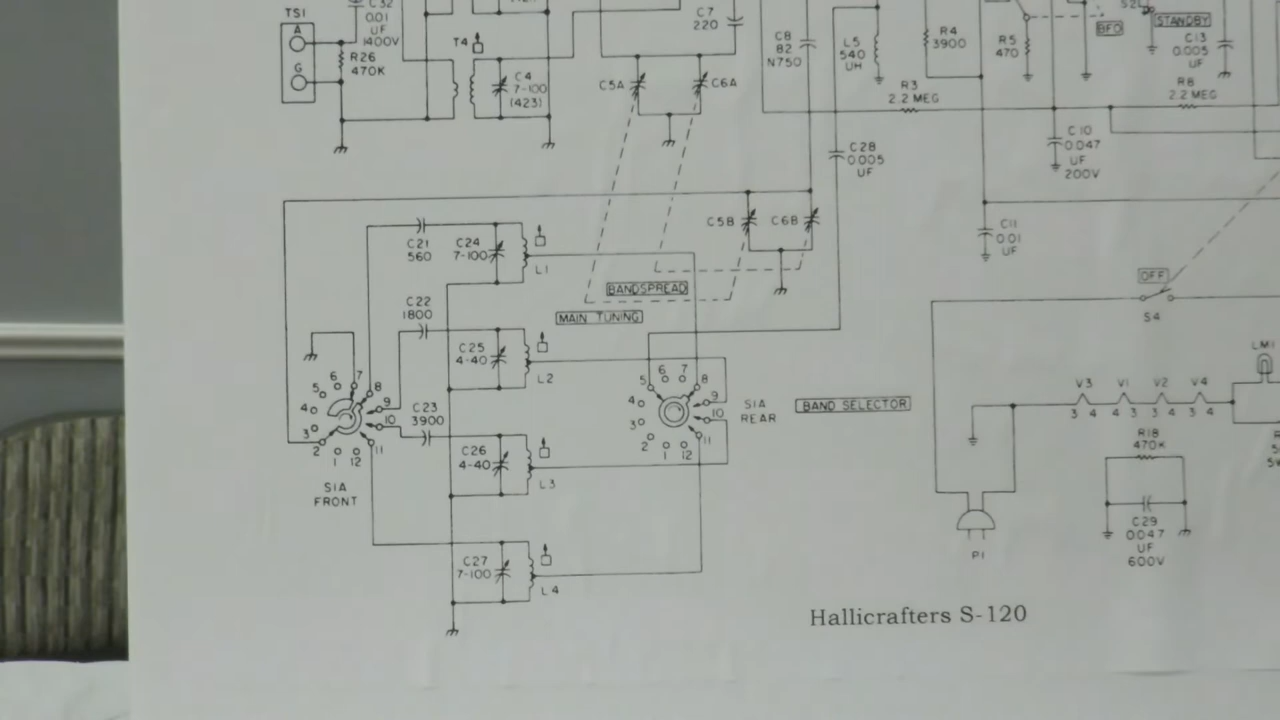 TS1
A
G
C32
0.01
UF
1400V
R26
470K
T4
C4
7-100
(423)
C7
220
C5A
C6A
C8
82
N750
L5
540
UH
R4
3900
R5
470
BFO
STANDBY
C13
0.005
UF
R3
2.2 MEG
R8
2.2 MEG
C28
0.005
UF
C10
0.047
UF
200V
C11
0.01
UF
C5B
C6B
C21
560
C24
7-100
L1
BANDSPREAD
MAIN TUNING
C22
1800
C25
4-40
L2
C23
3900
C26
4-40
L3
C27
7-100
L4
5
6
7
8
9
10
11
12
1
2
3
4
S1A
FRONT
5
6
7
8
9
10
11
12
1
2
3
4
S1A
REAR
BAND SELECTOR
OFF
S4
LM1
V3
V1
V2
V4
3 4
4 3
3 4
3 4
R18
470K
C29
.0047
UF
600V
P1
Hallicrafters S-120